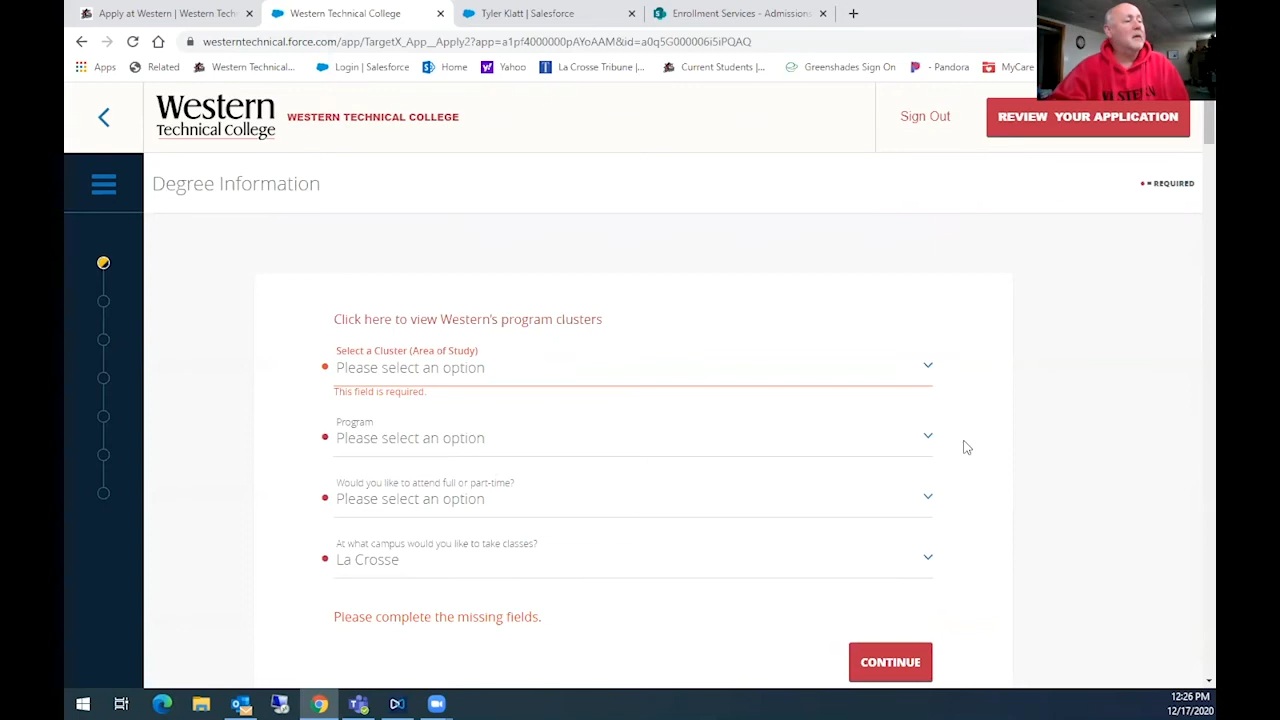 Apply at Western | Western Tech
Western Technical College
Tyler Klatt | Salesforce
Enrollment Services - Admissions
westerntechnical.force.com/app/TargetX_App__Apply2?app=a1pf4000000pAYoAAM&id=a0q5G000006i5iPQAQ
Apps
Related
Western Technical...
Login | Salesforce
Home
Yahoo
La Crosse Tribune |...
Current Students |...
Greenshades Sign On
- Pandora
MyCare
Western
Technical College
WESTERN TECHNICAL COLLEGE
Sign Out
REVIEW YOUR APPLICATION
Degree Information
= REQUIRED
Click here to view Western's program clusters
Select a Cluster (Area of Study)
Please select an option
This field is required.
Program
Please select an option
Would you like to attend full or part-time?
Please select an option
At what campus would you like to take classes?
La Crosse
Please complete the missing fields.
CONTINUE
12:26 PM
12/17/2020